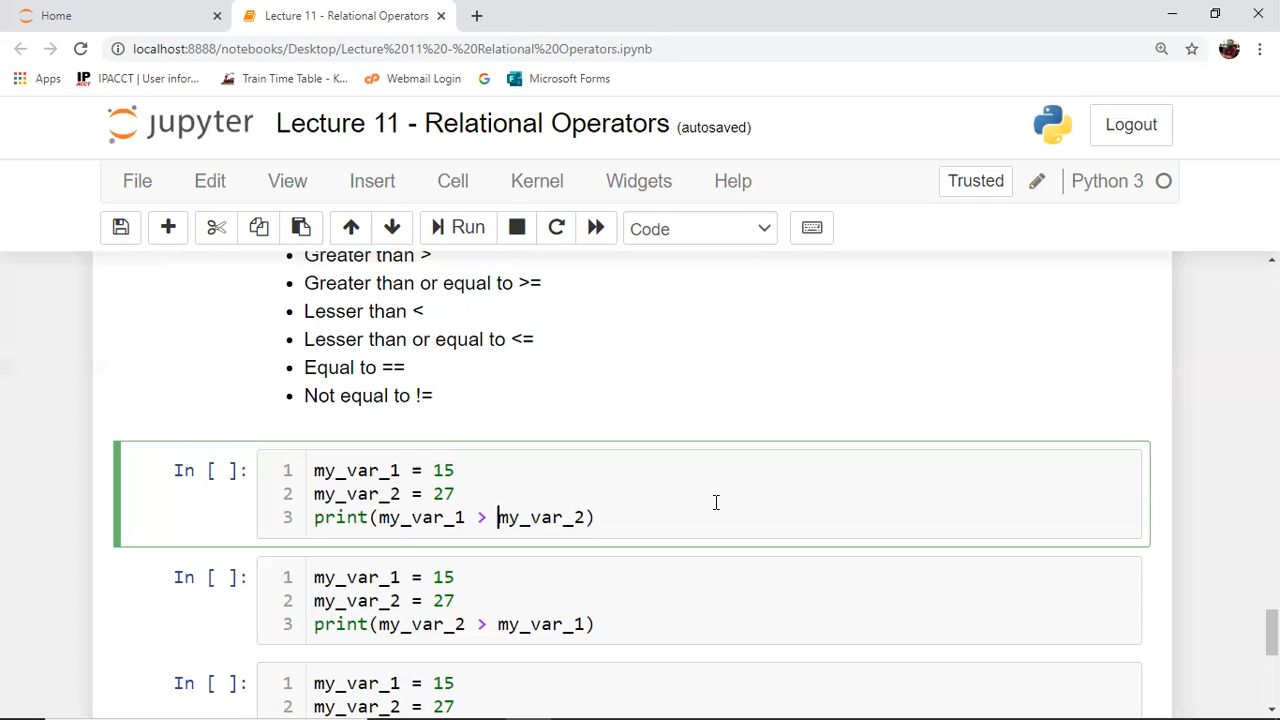 Home
Lecture 11 - Relational Operators
localhost:8888/notebooks/Desktop/Lecture%2011%20-%20Relational%20Operators.ipynb
Apps
IPACCT | User infor...
Train Time Table - K...
Webmail Login
Microsoft Forms
jupyter
Lecture 11 - Relational Operators (autosaved)
Logout
File Edit View Insert Cell Kernel Widgets Help
Trusted
Python 3
Run
Code
• Greater than >
• Greater than or equal to >=
• Lesser than <
• Lesser than or equal to <=
• Equal to ==
• Not equal to !=
In [ ]:
1 my_var_1 = 15
2 my_var_2 = 27
3 print(my_var_1 > my_var_2)
In [ ]:
1 my_var_1 = 15
2 my_var_2 = 27
3 print(my_var_2 > my_var_1)
In [ ]:
1 my_var_1 = 15
2 my_var_2 = 27